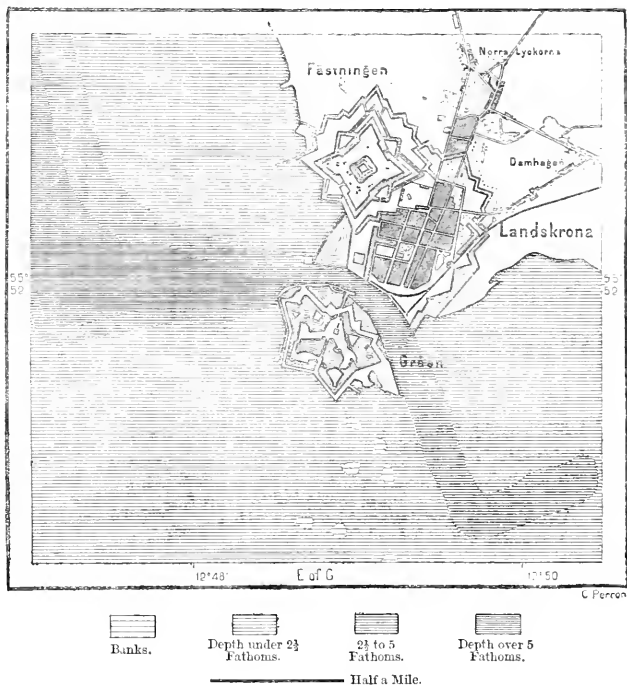 Norra Lyckorna
Fästningen
Damhagen
Landskrona
55°
52'
55
52
Gråen
12°48'
E of G
12°50
C Perron
Banks.
Depth under 2½
Fathoms.
2½ to 5
Fathoms.
Depth over 5
Fathoms.
Half a Mile.